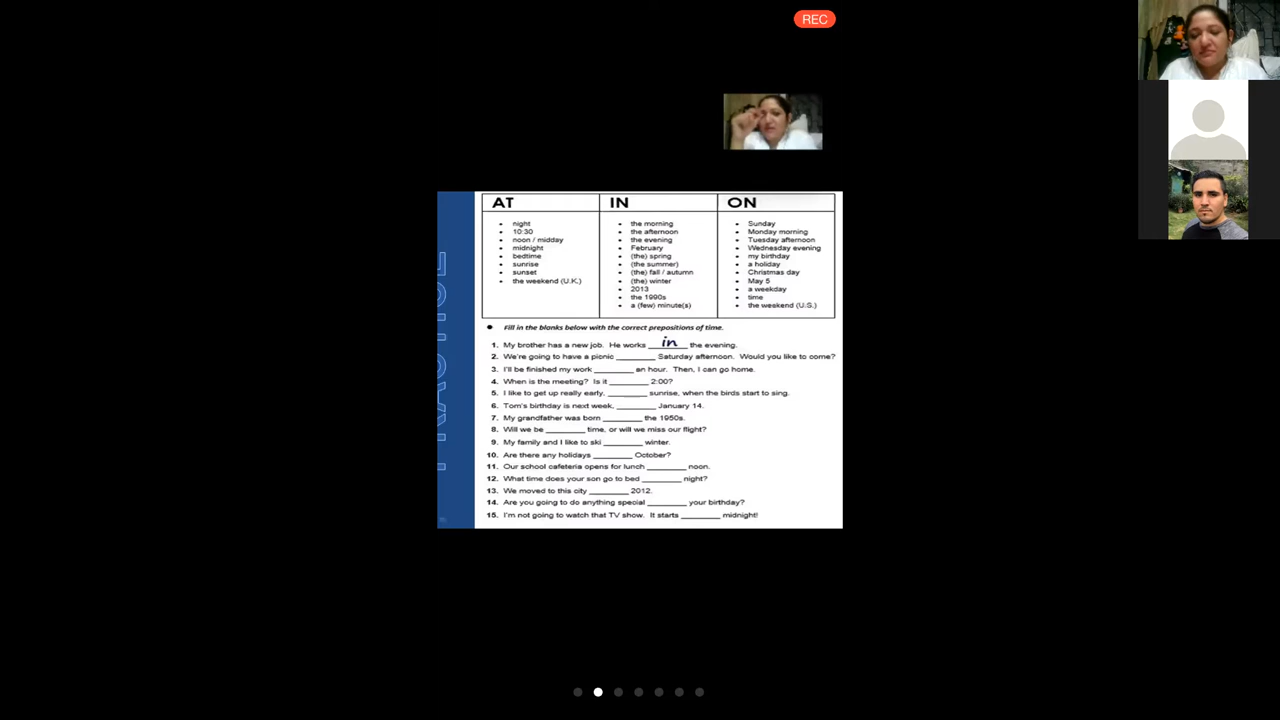 REC
AT
IN
ON
night
10:30
noon / midday
midnight
bedtime
sunrise
sunset
the weekend (U.K.)
the morning
the afternoon
the evening
February
(the) spring
(the summer)
(the) fall / autumn
(the) winter
2013
the 1990s
a (few) minute(s)
Sunday
Monday morning
Tuesday afternoon
Wednesday evening
my birthday
a holiday
Christmas day
May 5
a weekday
time
the weekend (U.S.)
Fill in the blanks below with the correct prepositions of time.
1. My brother has a new job. He works in the evening.
2. We're going to have a picnic ________ Saturday afternoon. Would you like to come?
3. I'll be finished my work ________ an hour. Then, I can go home.
4. When is the meeting? Is it ________ 2:00?
5. I like to get up really early, ________ sunrise, when the birds start to sing.
6. Tom's birthday is next week, ________ January 14.
7. My grandfather was born ________ the 1950s.
8. Will we be ________ time, or will we miss our flight?
9. My family and I like to ski ________ winter.
10. Are there any holidays ________ October?
11. Our school cafeteria opens for lunch ________ noon.
12. What time does your son go to bed ________ night?
13. We moved to this city ________ 2012.
14. Are you going to do anything special ________ your birthday?
15. I'm not going to watch that TV show. It starts ________ midnight!